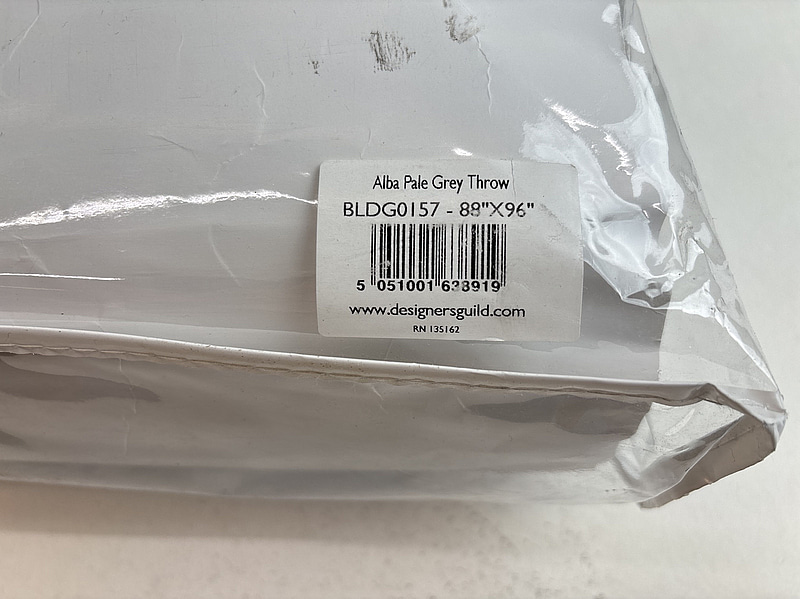 Alba Pale Grey Throw
BLDG0157 - 88"X96"
5 051001 638919
www.designersguild.com
RN 135162